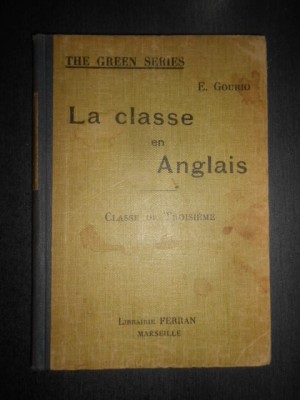 THE GREEN SERIES
E. GOURIO
La classe
en
Anglais
CLASSE DE TROISIÈME
LIBRAIRIE FERRAN
MARSEILLE